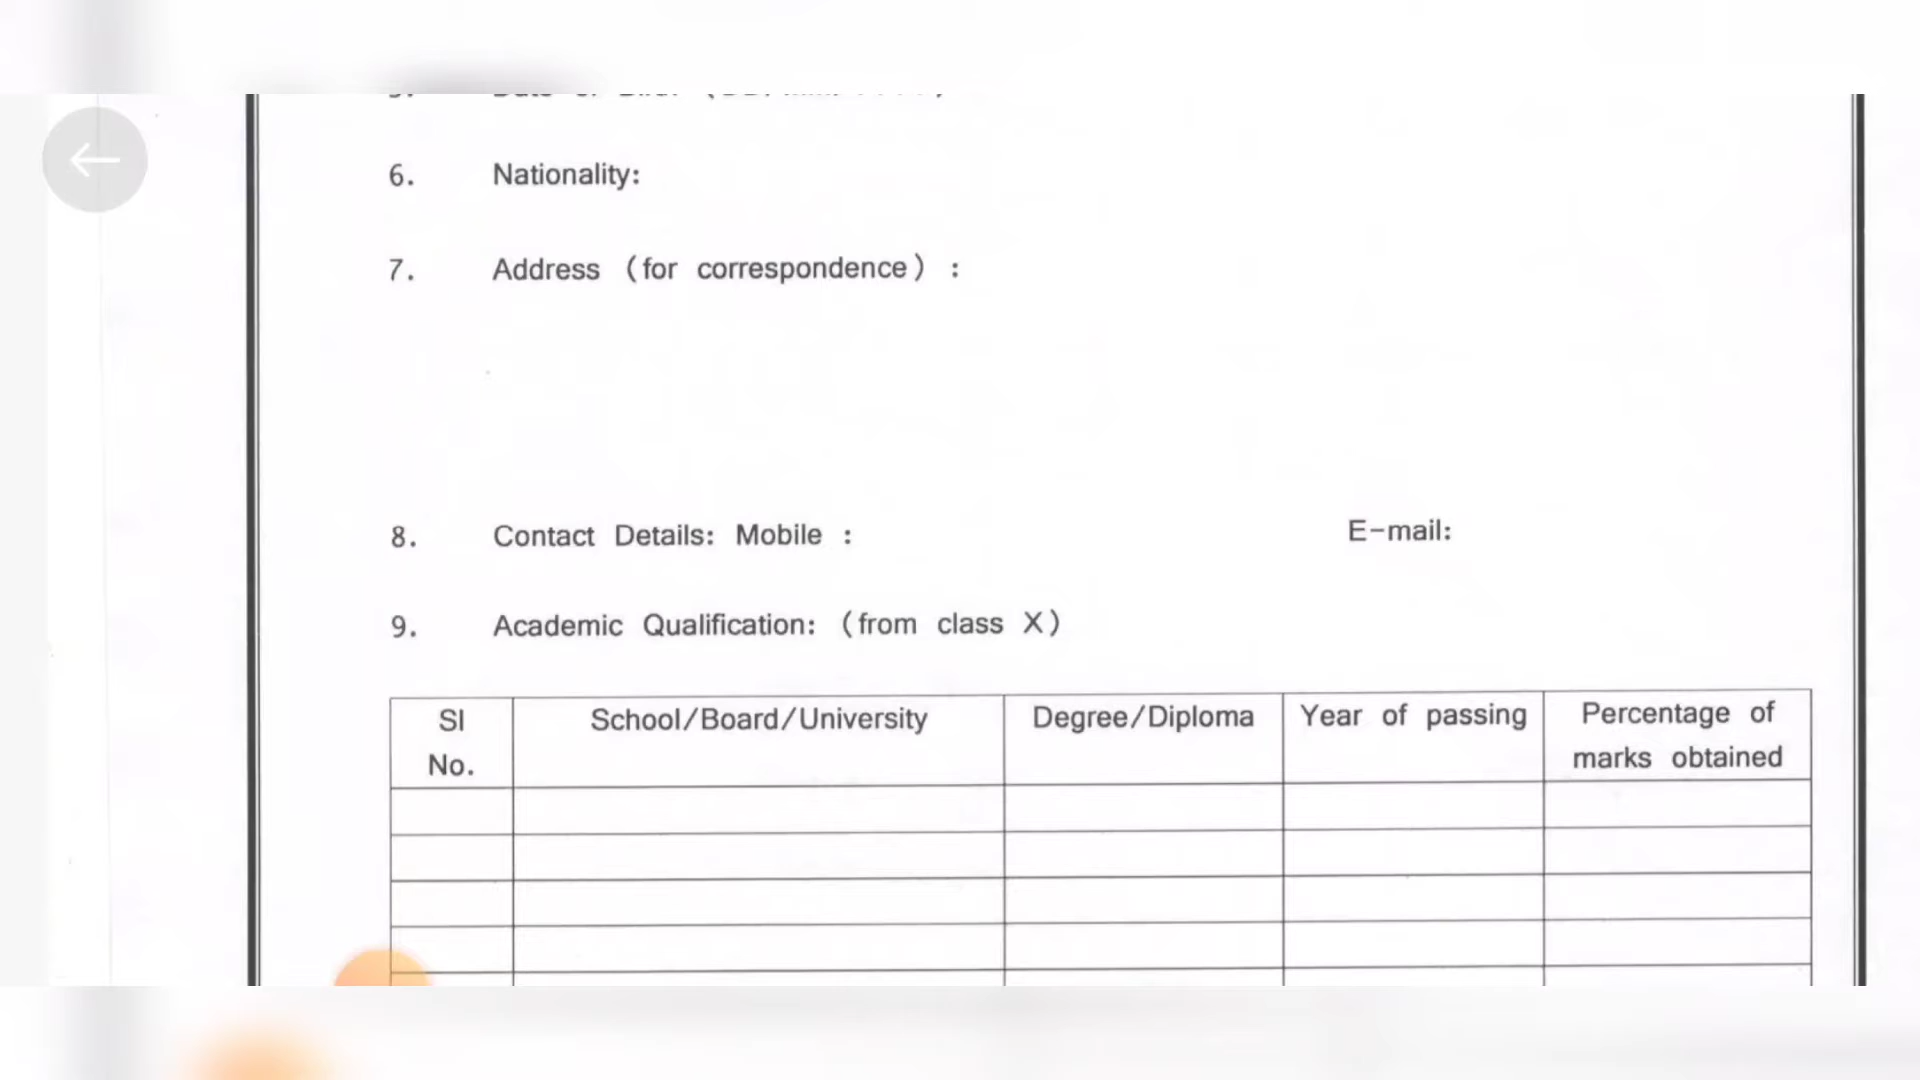 6. Nationality:
7. Address (for correspondence) :
8. Contact Details: Mobile : E-mail:
9. Academic Qualification: (from class X)
Sl No. School/Board/University Degree/Diploma Year of passing Percentage of marks obtained